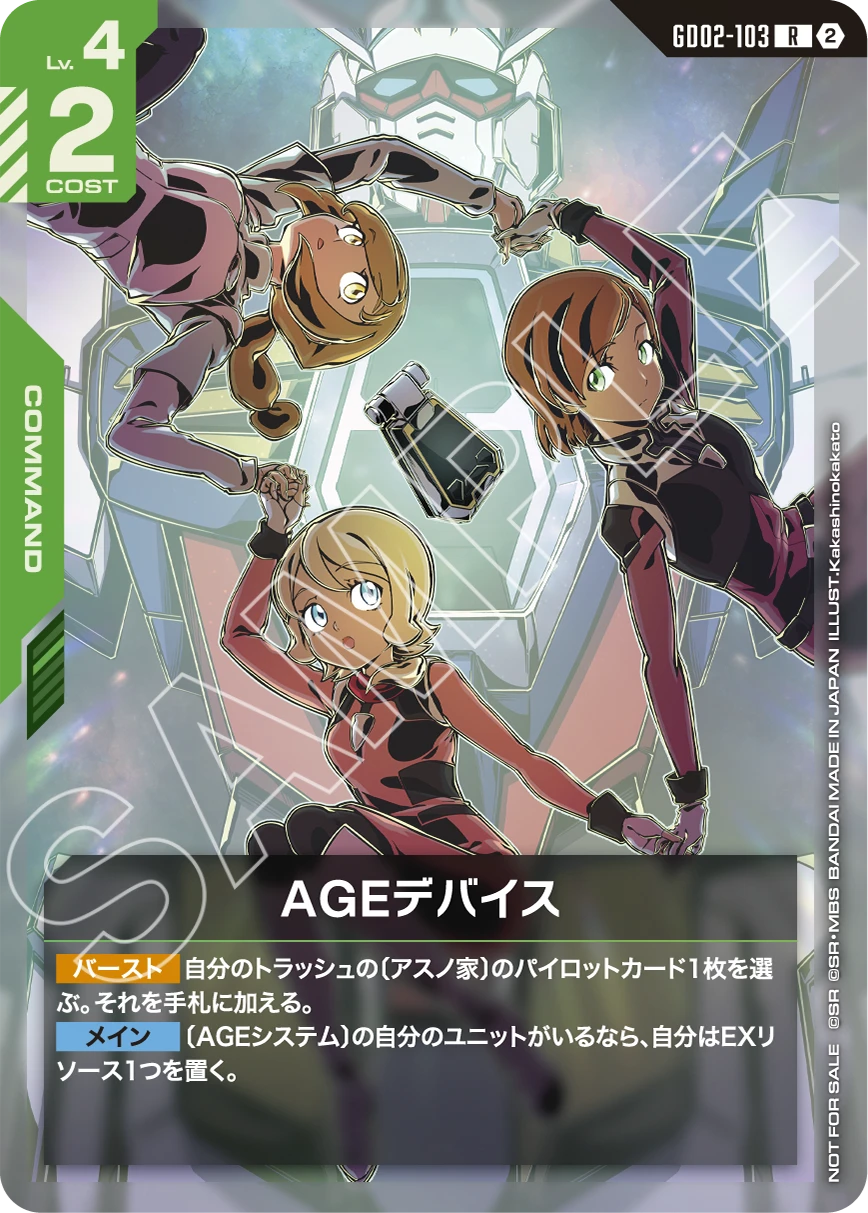 Lv. 4
2
COST
GD02-103 R 2
COMMAND
SAMPLE
AGEデバイス
バースト 自分のトラッシュの〔アスノ家〕のパイロットカード1枚を選
ぶ。それを手札に加える。
メイン 〔AGEシステム〕の自分のユニットがいるなら、自分はEXリ
ソース1つを置く。
NOT FOR SALE ©SR ©SR・MBS BANDAI MADE IN JAPAN ILLUST.Kakashinokakato